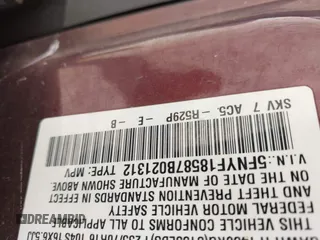 THIS VEHICLE CONFORMS TO ALL APPLICABLE
FEDERAL MOTOR VEHICLE SAFETY
AND THEFT PREVENTION STANDARDS IN EFFECT
ON THE DATE OF MANUFACTURE SHOWN ABOVE.
V.I.N.: 5FNYF18587B021312 TYPE: MPV
SKV 7 AC5- R529P - E - B
DREAMBID